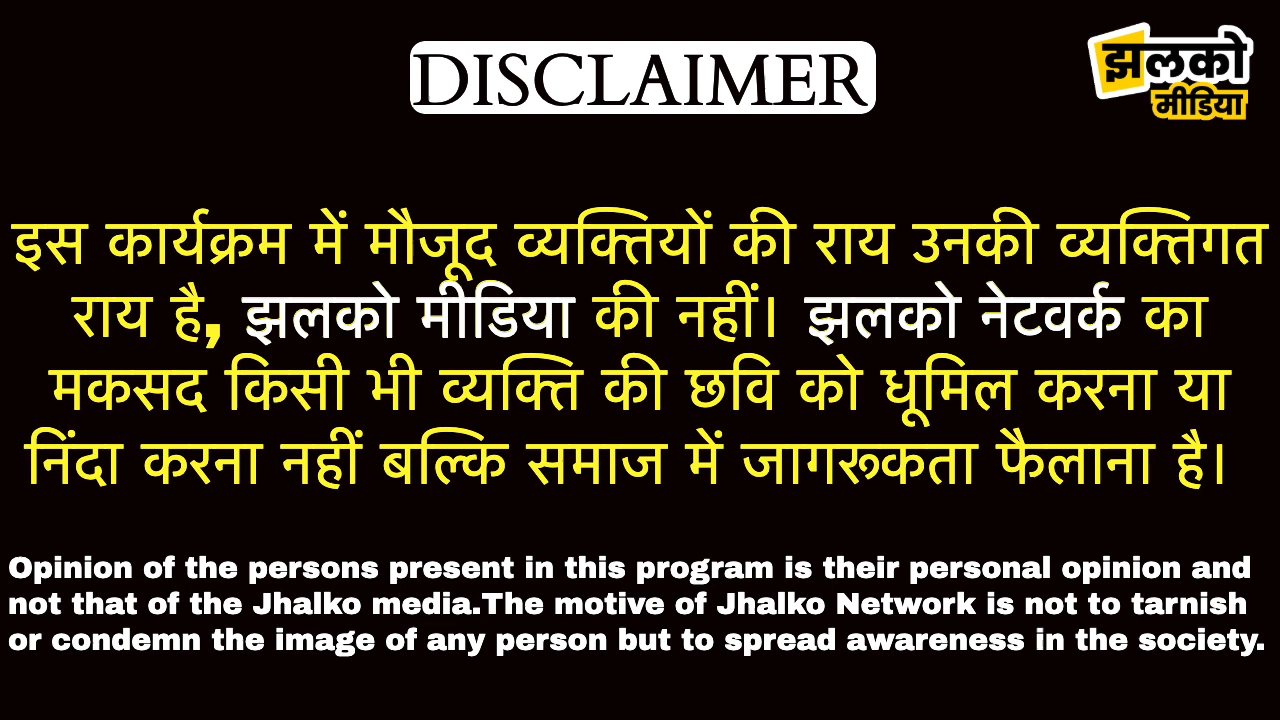 DISCLAIMER
झलको
मीडिया
इस कार्यक्रम में मौजूद व्यक्तियों की राय उनकी व्यक्तिगत
राय है, झलको मीडिया की नहीं। झलको नेटवर्क का
मकसद किसी भी व्यक्ति की छवि को धूमिल करना या
निंदा करना नहीं बल्कि समाज में जागरूकता फैलाना है।
Opinion of the persons present in this program is their personal opinion and
not that of the Jhalko media.The motive of Jhalko Network is not to tarnish
or condemn the image of any person but to spread awareness in the society.